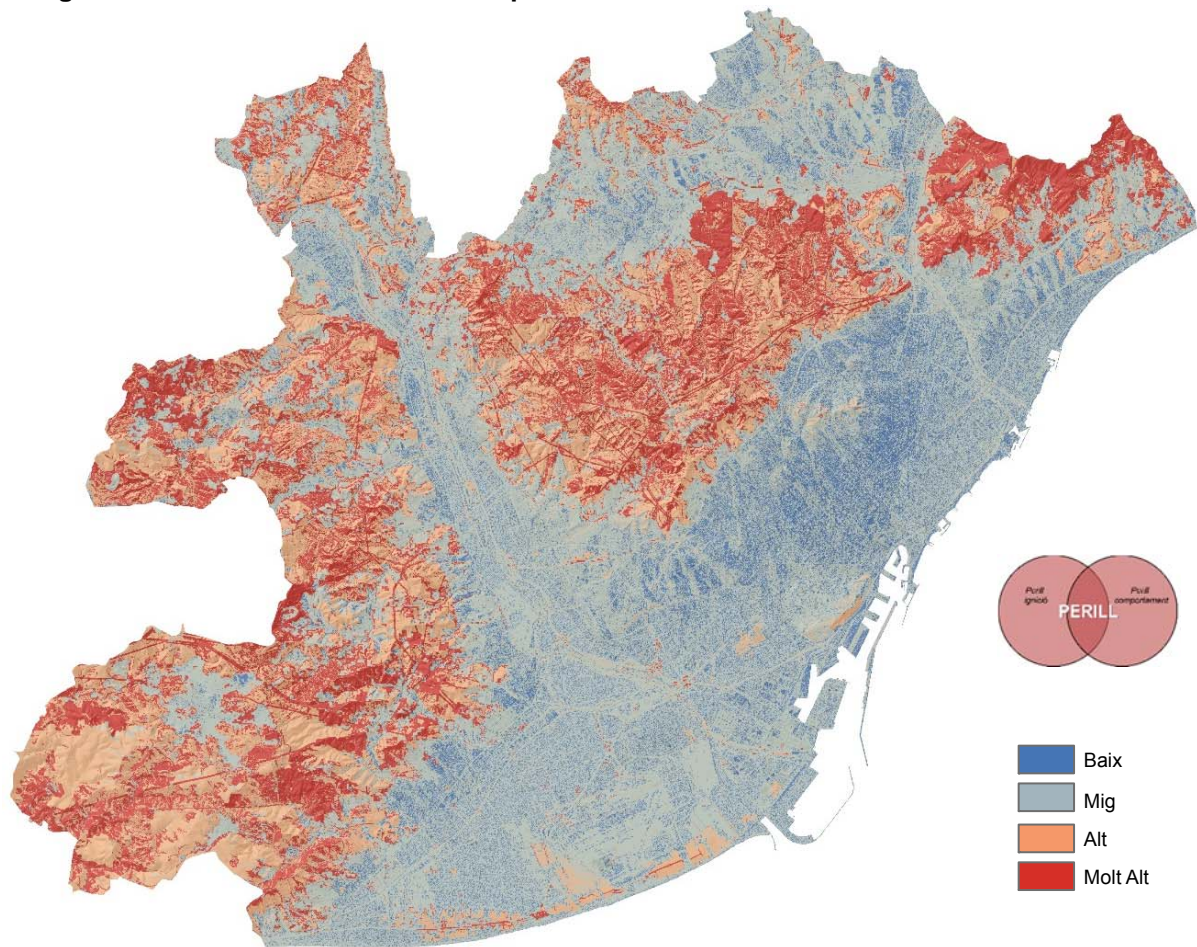 Perill
ignició
Perill
comportament
PERILL
Baix
Mig
Alt
Molt Alt